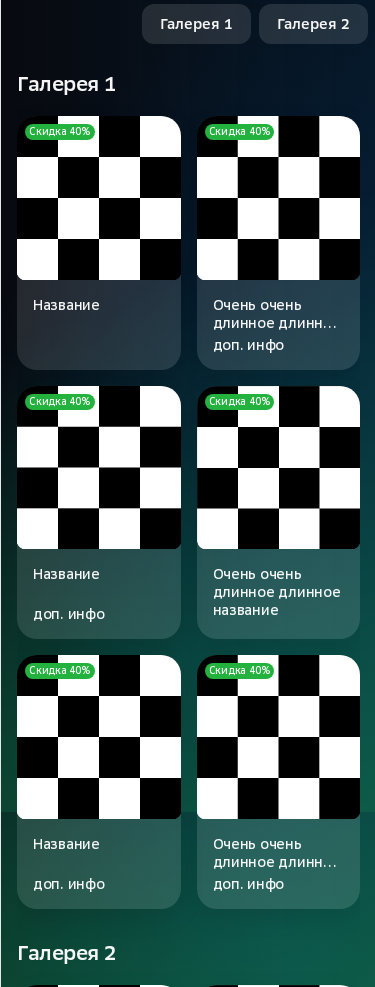 Галерея 1
Галерея 2
Галерея 1
Скидка 40%
Скидка 40%
Название
Очень очень
длинное длинн...
доп. инфо
Скидка 40%
Скидка 40%
Название
доп. инфо
Очень очень
длинное длинное
название
Скидка 40%
Скидка 40%
Название
доп. инфо
Очень очень
длинное длинн...
доп. инфо
Галерея 2